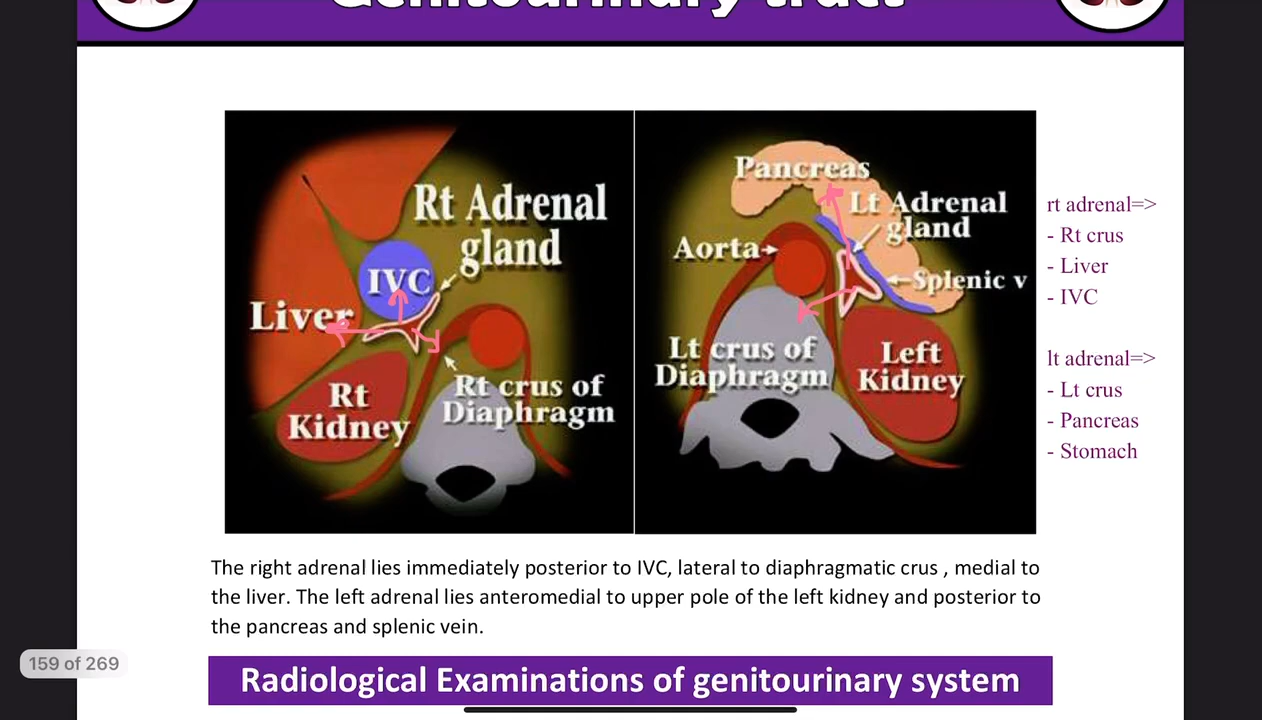 Genitourinary tract
Rt Adrenal
gland
IVC
Liver
Rt
Kidney
Rt crus of
Diaphragm
Pancreas
Lt Adrenal
gland
Aorta
Splenic v
Lt crus of
Diaphragm
Left
Kidney
rt adrenal=>
- Rt crus
- Liver
- IVC
lt adrenal=>
- Lt crus
- Pancreas
- Stomach
The right adrenal lies immediately posterior to IVC, lateral to diaphragmatic crus , medial to
the liver. The left adrenal lies anteromedial to upper pole of the left kidney and posterior to
the pancreas and splenic vein.
159 of 269
Radiological Examinations of genitourinary system